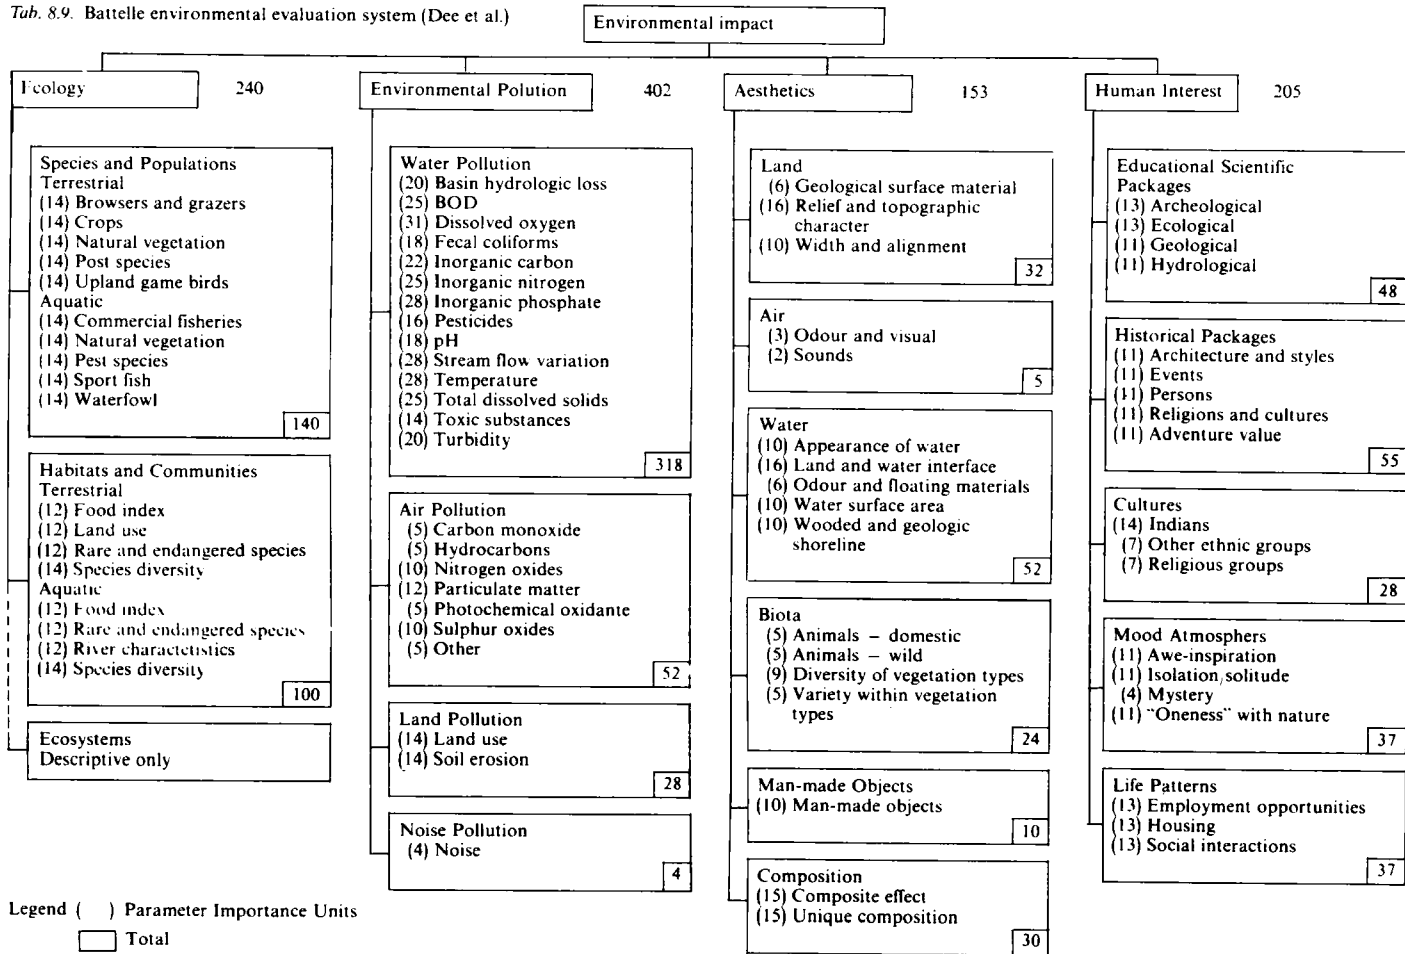 Tab. 8.9. Battelle environmental evaluation system (Dee et al.)
Environmental impact
Ecology 240
Species and Populations
Terrestrial
(14) Browsers and grazers
(14) Crops
(14) Natural vegetation
(14) Post species
(14) Upland game birds
Aquatic
(14) Commercial fisheries
(14) Natural vegetation
(14) Pest species
(14) Sport fish
(14) Waterfowl
140
Habitats and Communities
Terrestrial
(12) Food index
(12) Land use
(12) Rare and endangered species
(14) Species diversity
Aquatic
(12) Food index
(12) Rare and endangered species
(12) River charactetistics
(14) Species diversity
100
Ecosystems
Descriptive only
Environmental Polution 402
Water Pollution
(20) Basin hydrologic loss
(25) BOD
(31) Dissolved oxygen
(18) Fecal coliforms
(22) Inorganic carbon
(25) Inorganic nitrogen
(28) Inorganic phosphate
(16) Pesticides
(18) pH
(28) Stream flow variation
(28) Temperature
(25) Total dissolved solids
(14) Toxic substances
(20) Turbidity
318
Air Pollution
(5) Carbon monoxide
(5) Hydrocarbons
(10) Nitrogen oxides
(12) Particulate matter
(5) Photochemical oxidante
(10) Sulphur oxides
(5) Other
52
Land Pollution
(14) Land use
(14) Soil erosion
28
Noise Pollution
(4) Noise
4
Aesthetics 153
Land
(6) Geological surface material
(16) Relief and topographic
character
(10) Width and alignment
32
Air
(3) Odour and visual
(2) Sounds
5
Water
(10) Appearance of water
(16) Land and water interface
(6) Odour and floating materials
(10) Water surface area
(10) Wooded and geologic
shoreline
52
Biota
(5) Animals – domestic
(5) Animals – wild
(9) Diversity of vegetation types
(5) Variety within vegetation
types
24
Man-made Objects
(10) Man-made objects
10
Composition
(15) Composite effect
(15) Unique composition
30
Human Interest 205
Educational Scientific
Packages
(13) Archeological
(13) Ecological
(11) Geological
(11) Hydrological
48
Historical Packages
(11) Architecture and styles
(11) Events
(11) Persons
(11) Religions and cultures
(11) Adventure value
55
Cultures
(14) Indians
(7) Other ethnic groups
(7) Religious groups
28
Mood Atmosphers
(11) Awe-inspiration
(11) Isolation/solitude
(4) Mystery
(11) "Oneness" with nature
37
Life Patterns
(13) Employment opportunities
(13) Housing
(13) Social interactions
37
Legend ( ) Parameter Importance Units
Total